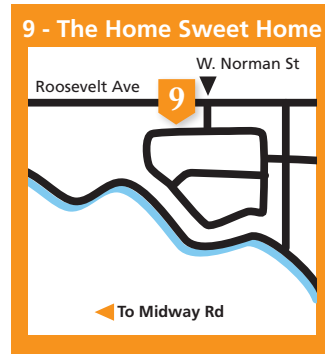 9 - The Home Sweet Home
W. Norman St
Roosevelt Ave
9
To Midway Rd